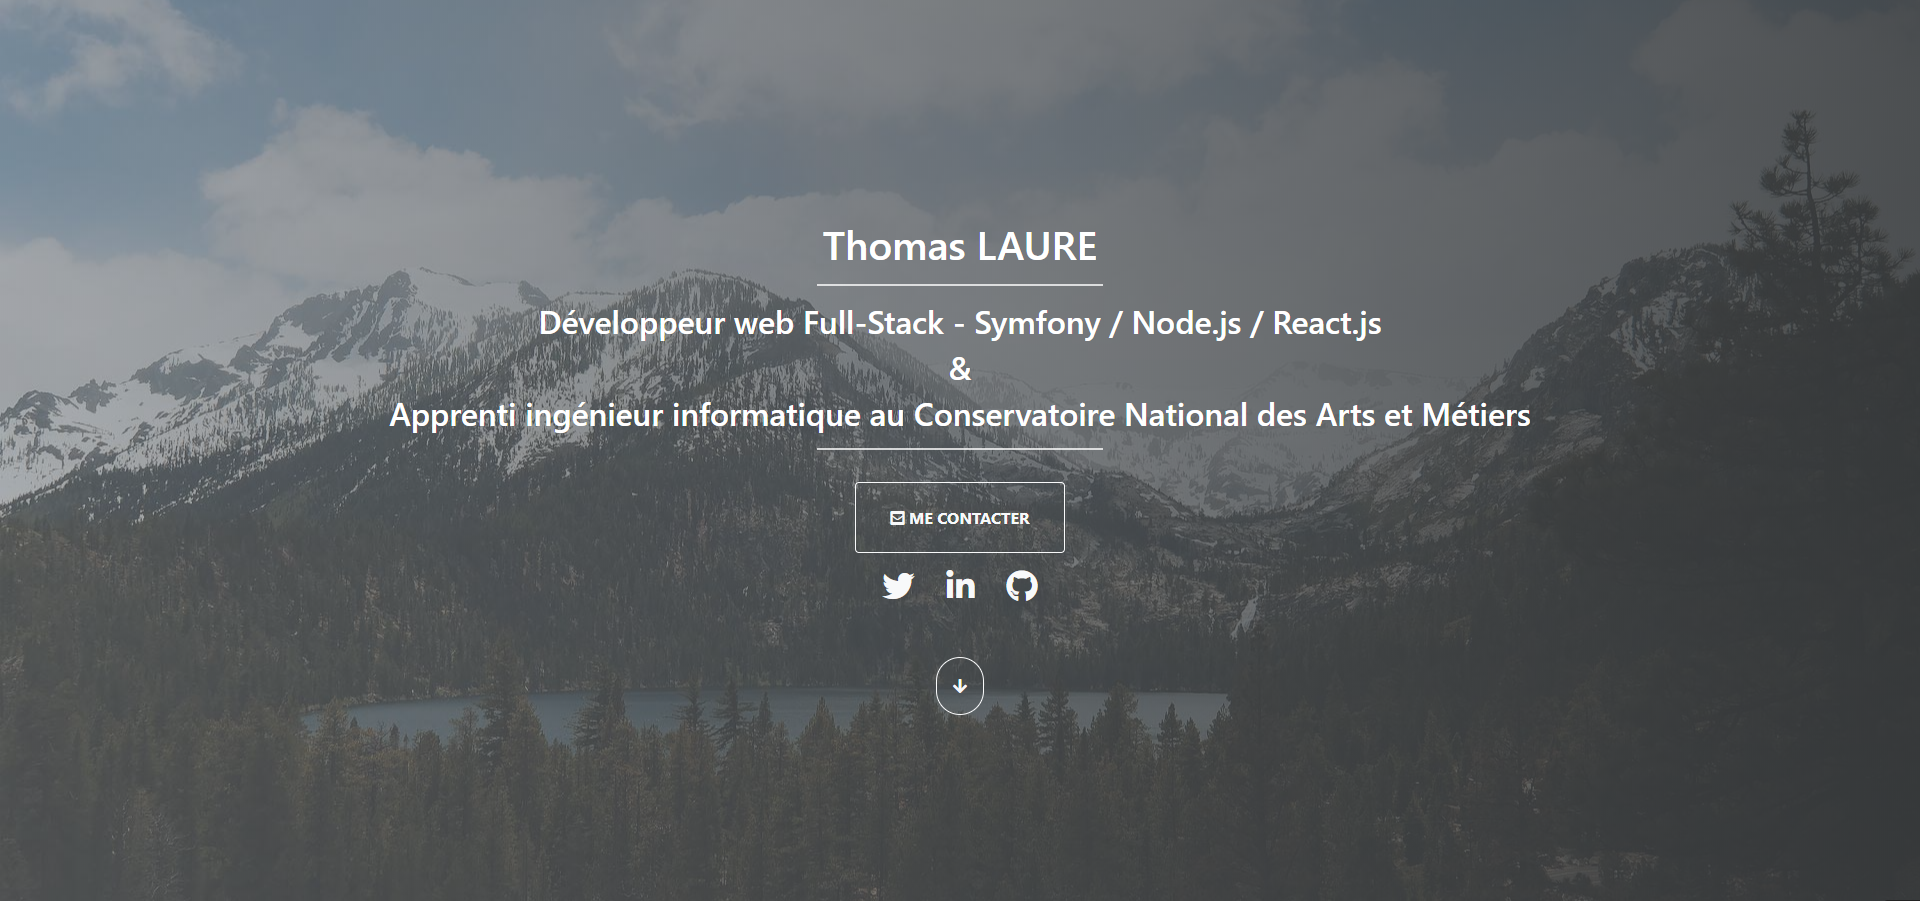 Thomas LAURE
Développeur web Full-Stack - Symfony / Node.js / React.js
&
Apprenti ingénieur informatique au Conservatoire National des Arts et Métiers
ME CONTACTER